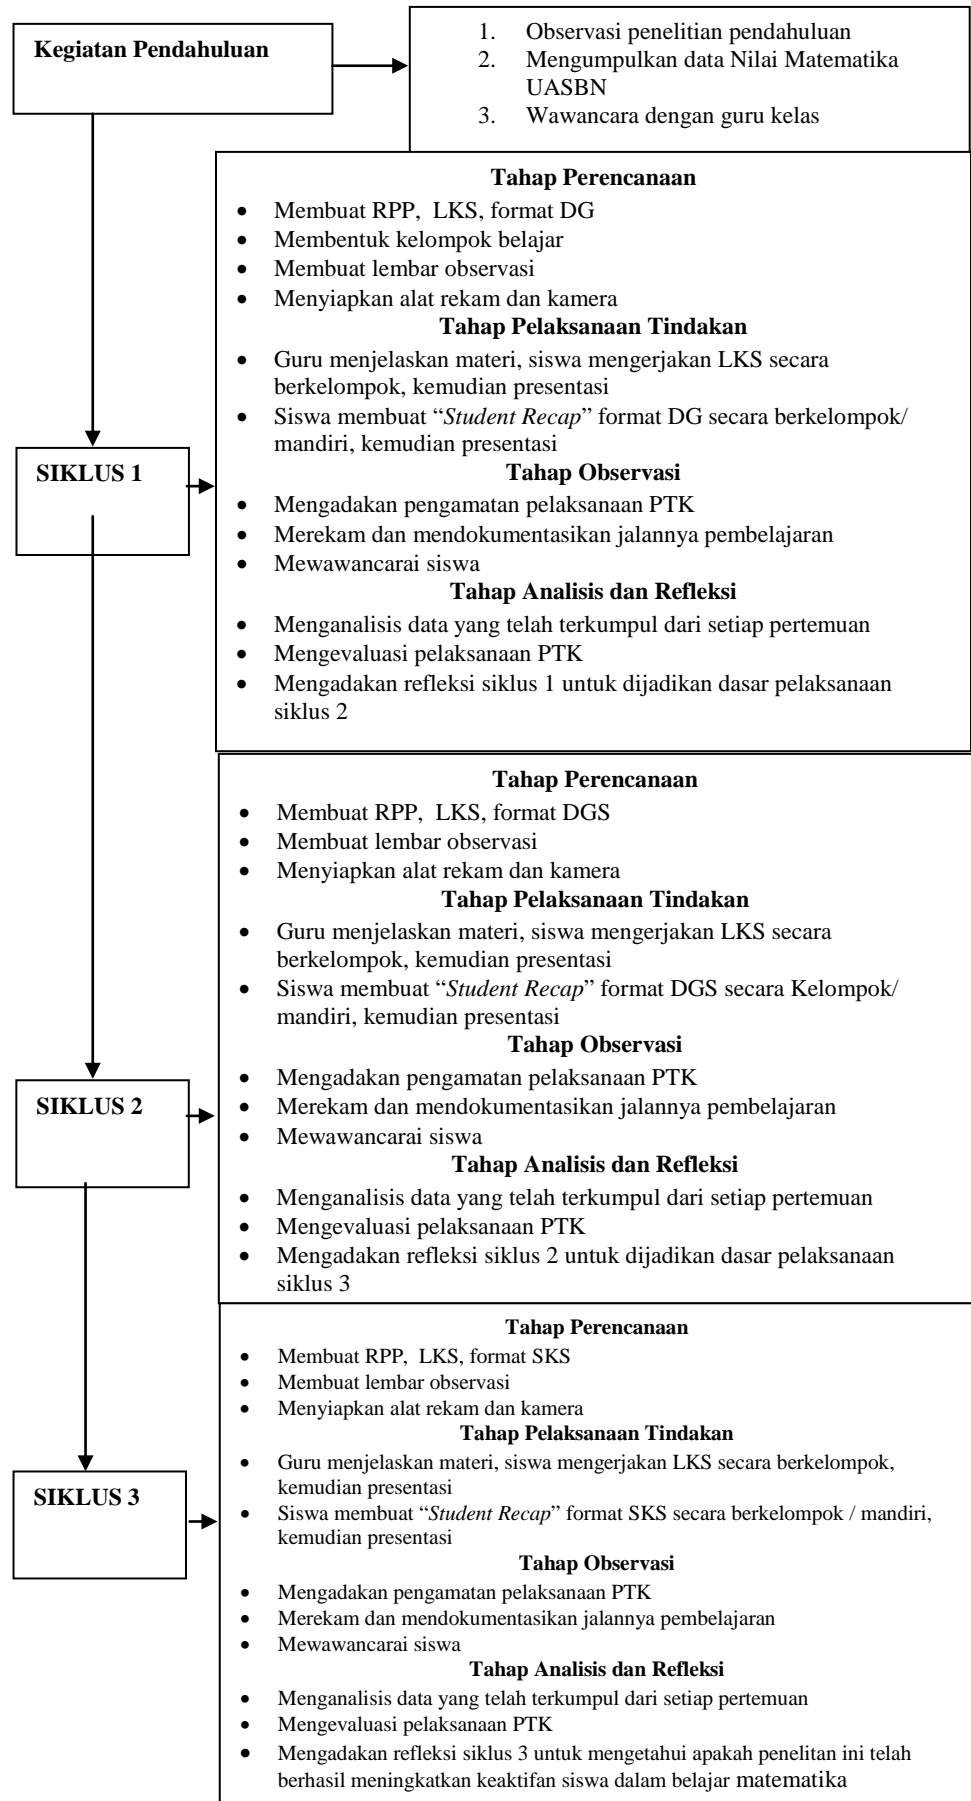 Kegiatan Pendahuluan
1. Observasi penelitian pendahuluan
2. Mengumpulkan data Nilai Matematika
UASBN
3. Wawancara dengan guru kelas
SIKLUS 1
Tahap Perencanaan
• Membuat RPP, LKS, format DG
• Membentuk kelompok belajar
• Membuat lembar observasi
• Menyiapkan alat rekam dan kamera
Tahap Pelaksanaan Tindakan
• Guru menjelaskan materi, siswa mengerjakan LKS secara
berkelompok, kemudian presentasi
• Siswa membuat “Student Recap” format DG secara berkelompok/
mandiri, kemudian presentasi
Tahap Observasi
• Mengadakan pengamatan pelaksanaan PTK
• Merekam dan mendokumentasikan jalannya pembelajaran
• Mewawancarai siswa
Tahap Analisis dan Refleksi
• Menganalisis data yang telah terkumpul dari setiap pertemuan
• Mengevaluasi pelaksanaan PTK
• Mengadakan refleksi siklus 1 untuk dijadikan dasar pelaksanaan
siklus 2
SIKLUS 2
Tahap Perencanaan
• Membuat RPP, LKS, format DGS
• Membuat lembar observasi
• Menyiapkan alat rekam dan kamera
Tahap Pelaksanaan Tindakan
• Guru menjelaskan materi, siswa mengerjakan LKS secara
berkelompok, kemudian presentasi
• Siswa membuat “Student Recap” format DGS secara Kelompok/
mandiri, kemudian presentasi
Tahap Observasi
• Mengadakan pengamatan pelaksanaan PTK
• Merekam dan mendokumentasikan jalannya pembelajaran
• Mewawancarai siswa
Tahap Analisis dan Refleksi
• Menganalisis data yang telah terkumpul dari setiap pertemuan
• Mengevaluasi pelaksanaan PTK
• Mengadakan refleksi siklus 2 untuk dijadikan dasar pelaksanaan
siklus 3
SIKLUS 3
Tahap Perencanaan
• Membuat RPP, LKS, format SKS
• Membuat lembar observasi
• Menyiapkan alat rekam dan kamera
Tahap Pelaksanaan Tindakan
• Guru menjelaskan materi, siswa mengerjakan LKS secara berkelompok,
kemudian presentasi
• Siswa membuat “Student Recap” format SKS secara berkelompok / mandiri,
kemudian presentasi
Tahap Observasi
• Mengadakan pengamatan pelaksanaan PTK
• Merekam dan mendokumentasikan jalannya pembelajaran
• Mewawancarai siswa
Tahap Analisis dan Refleksi
• Menganalisis data yang telah terkumpul dari setiap pertemuan
• Mengevaluasi pelaksanaan PTK
• Mengadakan refleksi siklus 3 untuk mengetahui apakah penelitan ini telah
berhasil meningkatkan keaktifan siswa dalam belajar matematika